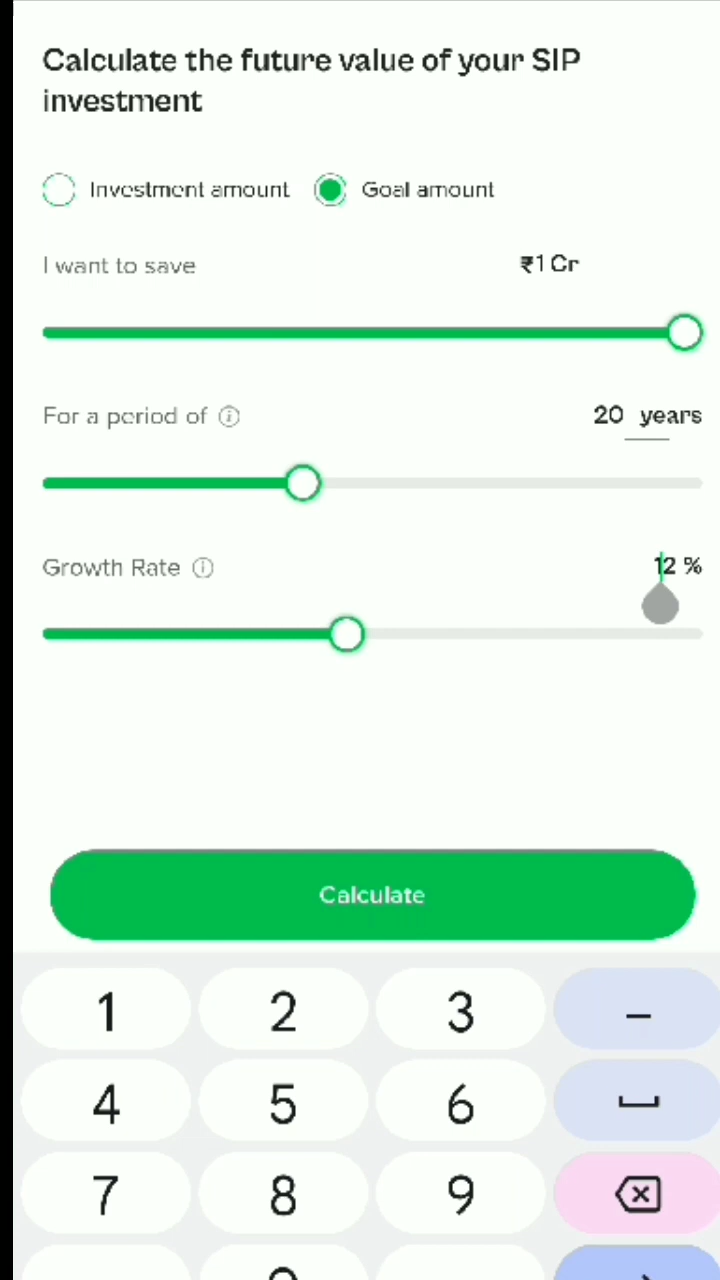 Calculate the future value of your SIP
investment
Investment amount Goal amount
I want to save ₹1 Cr
For a period of 20 years
Growth Rate 12 %
Calculate
1 2 3 –
4 5 6
7 8 9